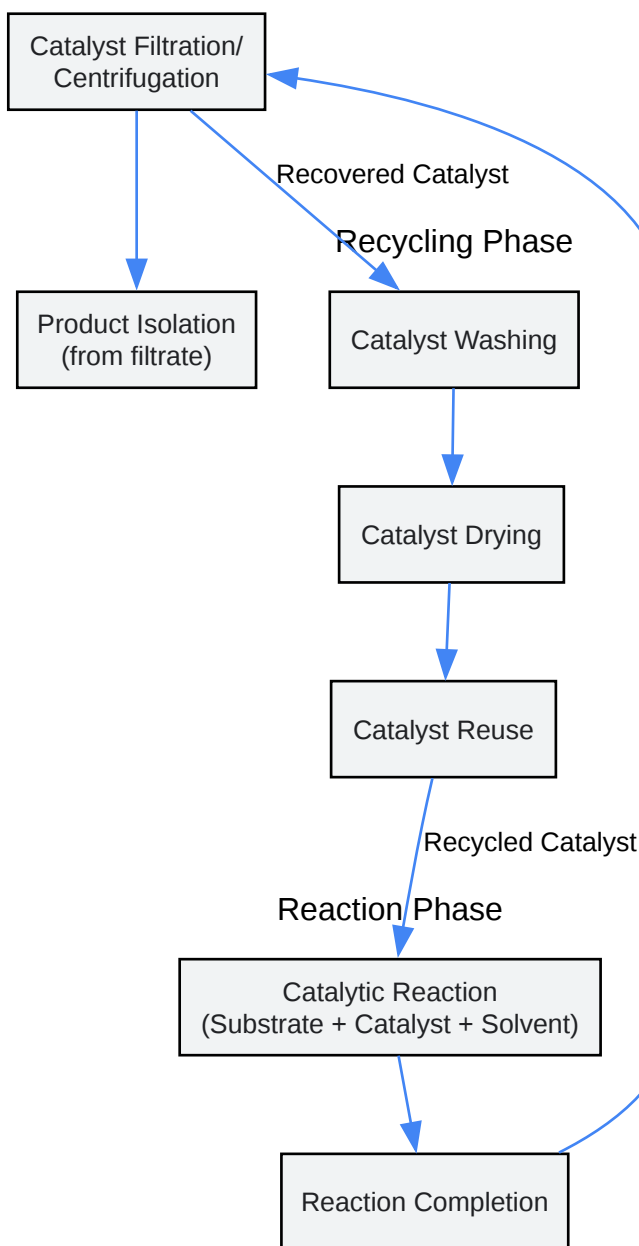 Catalyst Filtration/
Centrifugation
Recovered Catalyst
Recycling Phase
Product Isolation
(from filtrate)
Catalyst Washing
Catalyst Drying
Catalyst Reuse
Recycled Catalyst
Reaction Phase
Catalytic Reaction
(Substrate + Catalyst + Solvent)
Reaction Completion